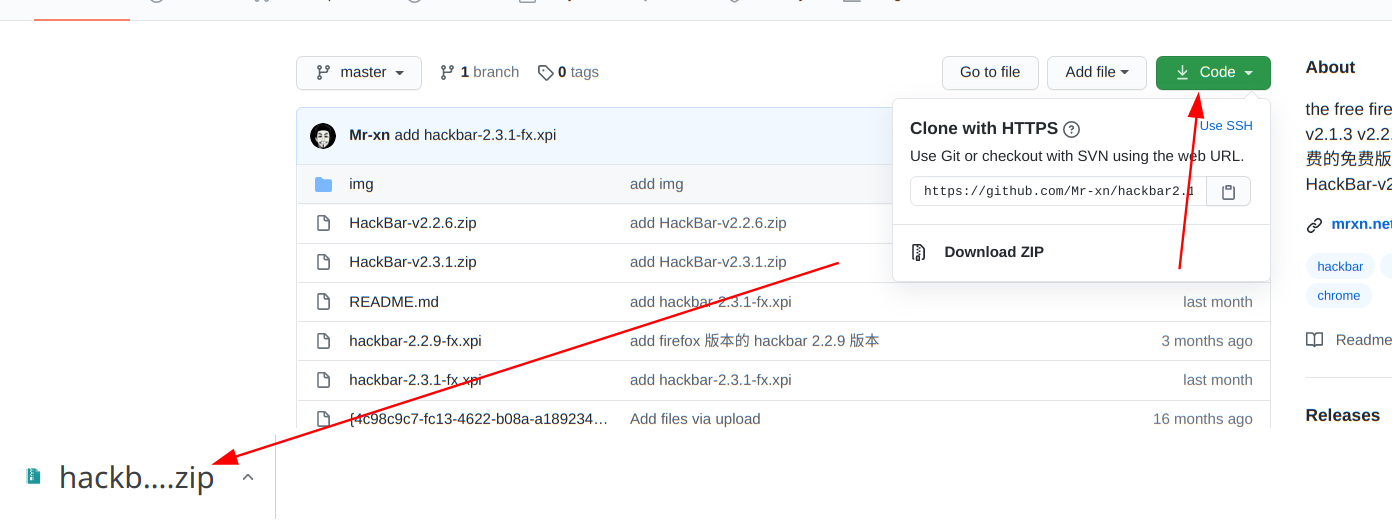 master 1 branch 0 tags Go to file Add file Code
Mr-xn add hackbar-2.3.1-fx.xpi
img add img
HackBar-v2.2.6.zip add HackBar-v2.2.6.zip
HackBar-v2.3.1.zip add HackBar-v2.3.1.zip
README.md add hackbar-2.3.1-fx.xpi last month
hackbar-2.2.9-fx.xpi add firefox 版本的 hackbar 2.2.9 版本 3 months ago
hackbar-2.3.1-fx.xpi add hackbar-2.3.1-fx.xpi last month
{4c98c9c7-fc13-4622-b08a-a189234... Add files via upload 16 months ago
Clone with HTTPS Use SSH
Use Git or checkout with SVN using the web URL.
https://github.com/Mr-xn/hackbar2.1
Download ZIP
About
the free fire
v2.1.3 v2.2.
费的免费版
HackBar-v2
mrxn.net
hackbar
chrome
Readme
Releases
hackb....zip